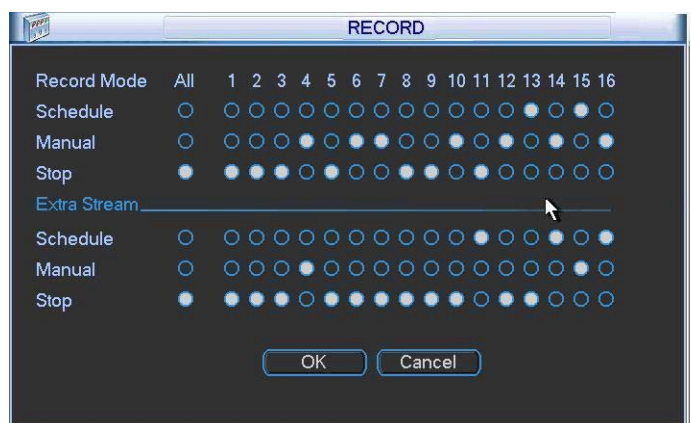 RECORD
Record Mode All 1 2 3 4 5 6 7 8 9 10 11 12 13 14 15 16
Schedule
Manual
Stop
Extra Stream
Schedule
Manual
Stop
OK Cancel